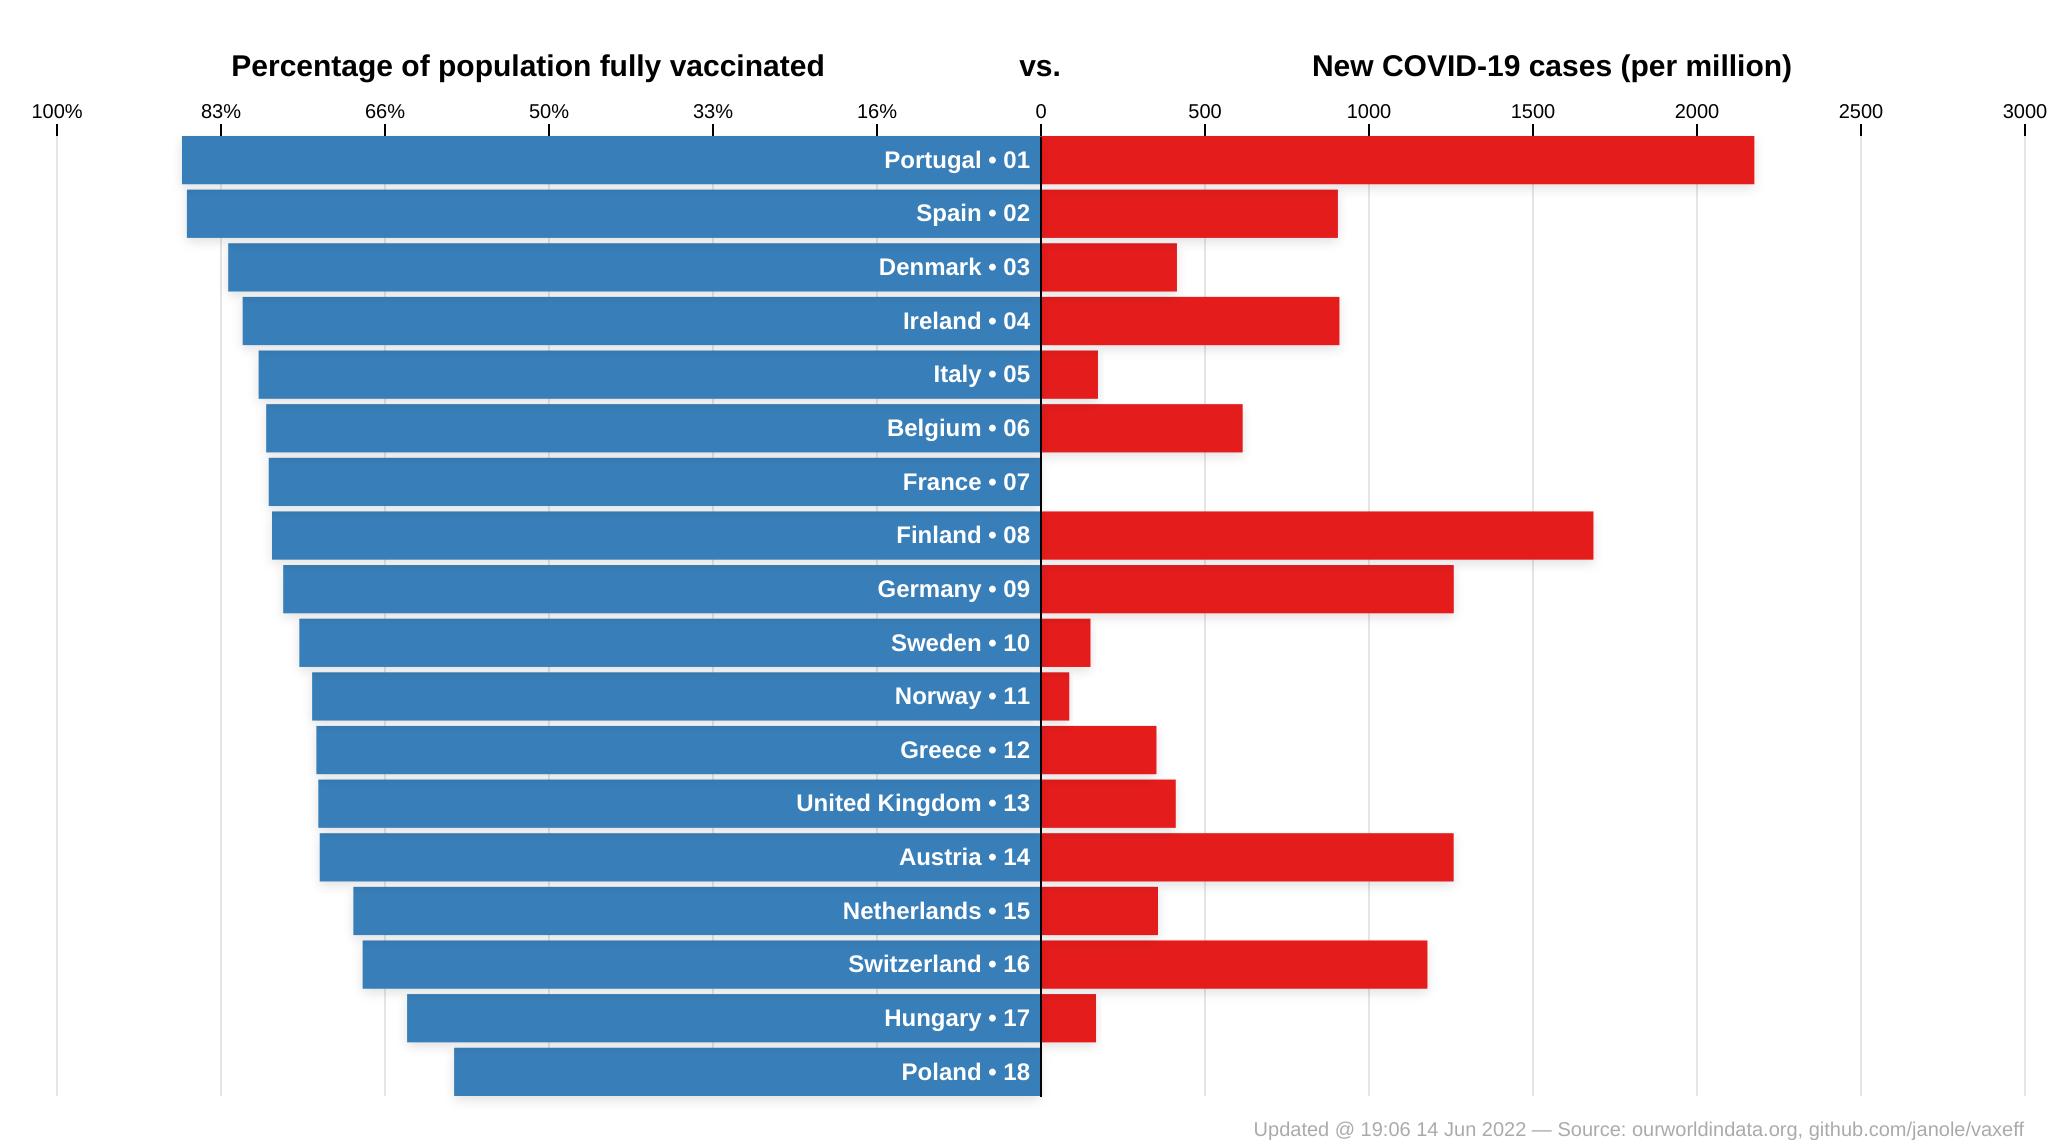 Percentage of population fully vaccinated vs. New COVID-19 cases (per million)
100% 83% 66% 50% 33% 16% 0 500 1000 1500 2000 2500 3000
Portugal • 01
Spain • 02
Denmark • 03
Ireland • 04
Italy • 05
Belgium • 06
France • 07
Finland • 08
Germany • 09
Sweden • 10
Norway • 11
Greece • 12
United Kingdom • 13
Austria • 14
Netherlands • 15
Switzerland • 16
Hungary • 17
Poland • 18
Updated @ 19:06 14 Jun 2022 — Source: ourworldindata.org, github.com/janole/vaxeff